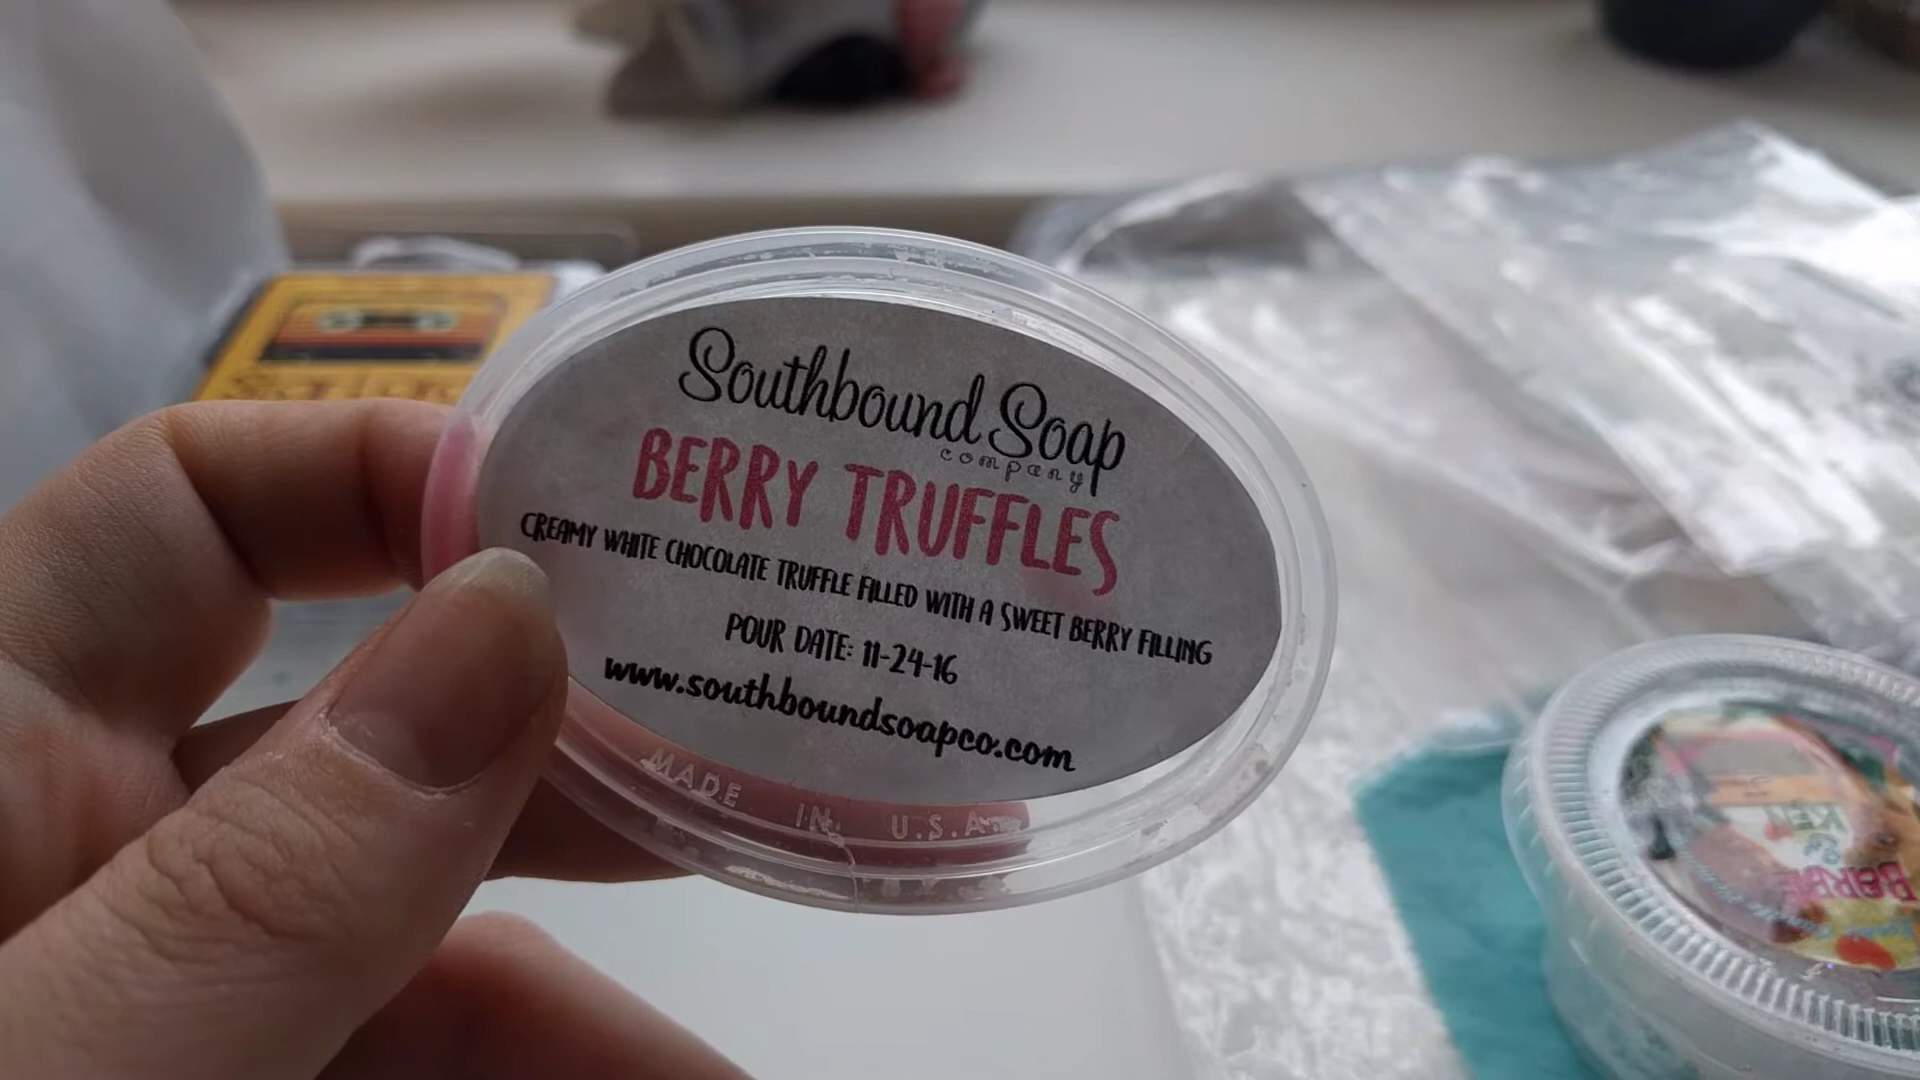 Southbound Soap
company
BERRY TRUFFLES
CREAMY WHITE CHOCOLATE TRUFFLE FILLED WITH A SWEET BERRY FILLING
POUR DATE: 11-24-16
www.southboundsoapco.com
MADE IN U.S.A.
KEN